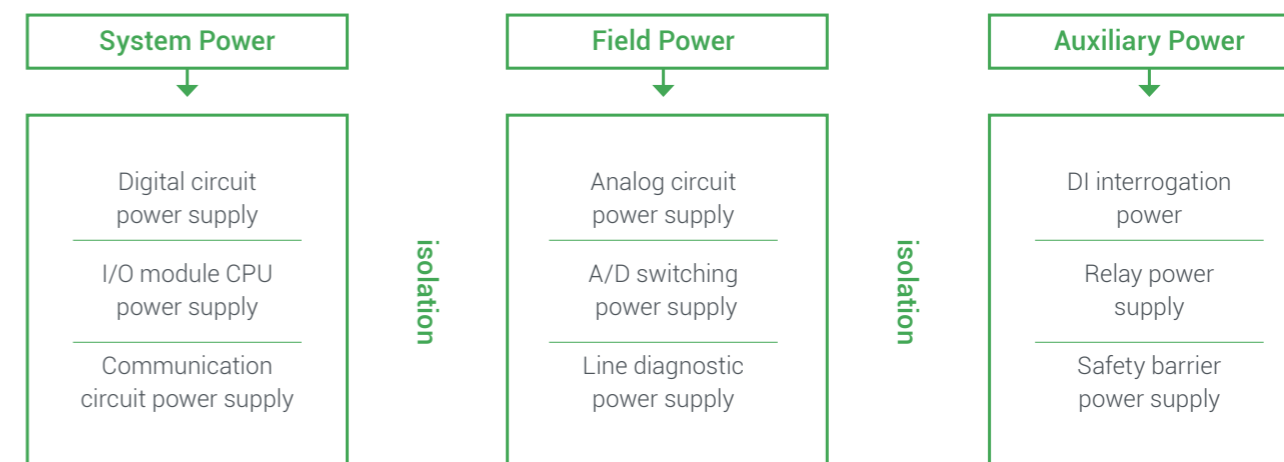 System Power
Digital circuit
power supply
I/O module CPU
power supply
Communication
circuit power supply
isolation
Field Power
Analog circuit
power supply
A/D switching
power supply
Line diagnostic
power supply
isolation
Auxiliary Power
DI interrogation
power
Relay power
supply
Safety barrier
power supply